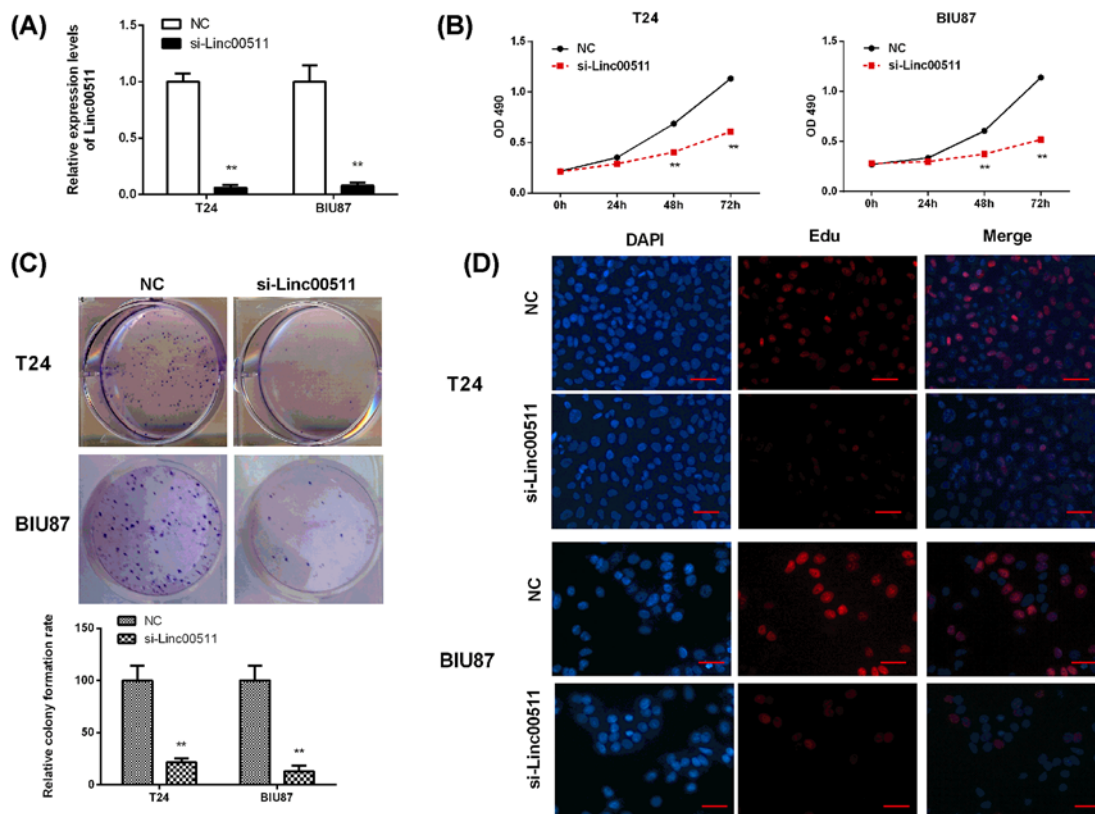 (A)
NC
si-Linc00511
Relative expression levels
of Linc00511
1.5
1.0
0.5
0.0
**
**
T24
BIU87
(B)
T24
NC
si-Linc00511
OD 490
1.5
1.0
0.5
0.0
**
**
0h
24h
48h
72h
BIU87
NC
si-Linc00511
OD 490
1.5
1.0
0.5
0.0
**
**
0h
24h
48h
72h
(C)
NC
si-Linc00511
T24
BIU87
NC
si-Linc00511
Relative colony formation rate
150
100
50
0
**
**
T24
BIU87
(D)
DAPI
Edu
Merge
T24
NC
si-Linc00511
BIU87
NC
si-Linc00511